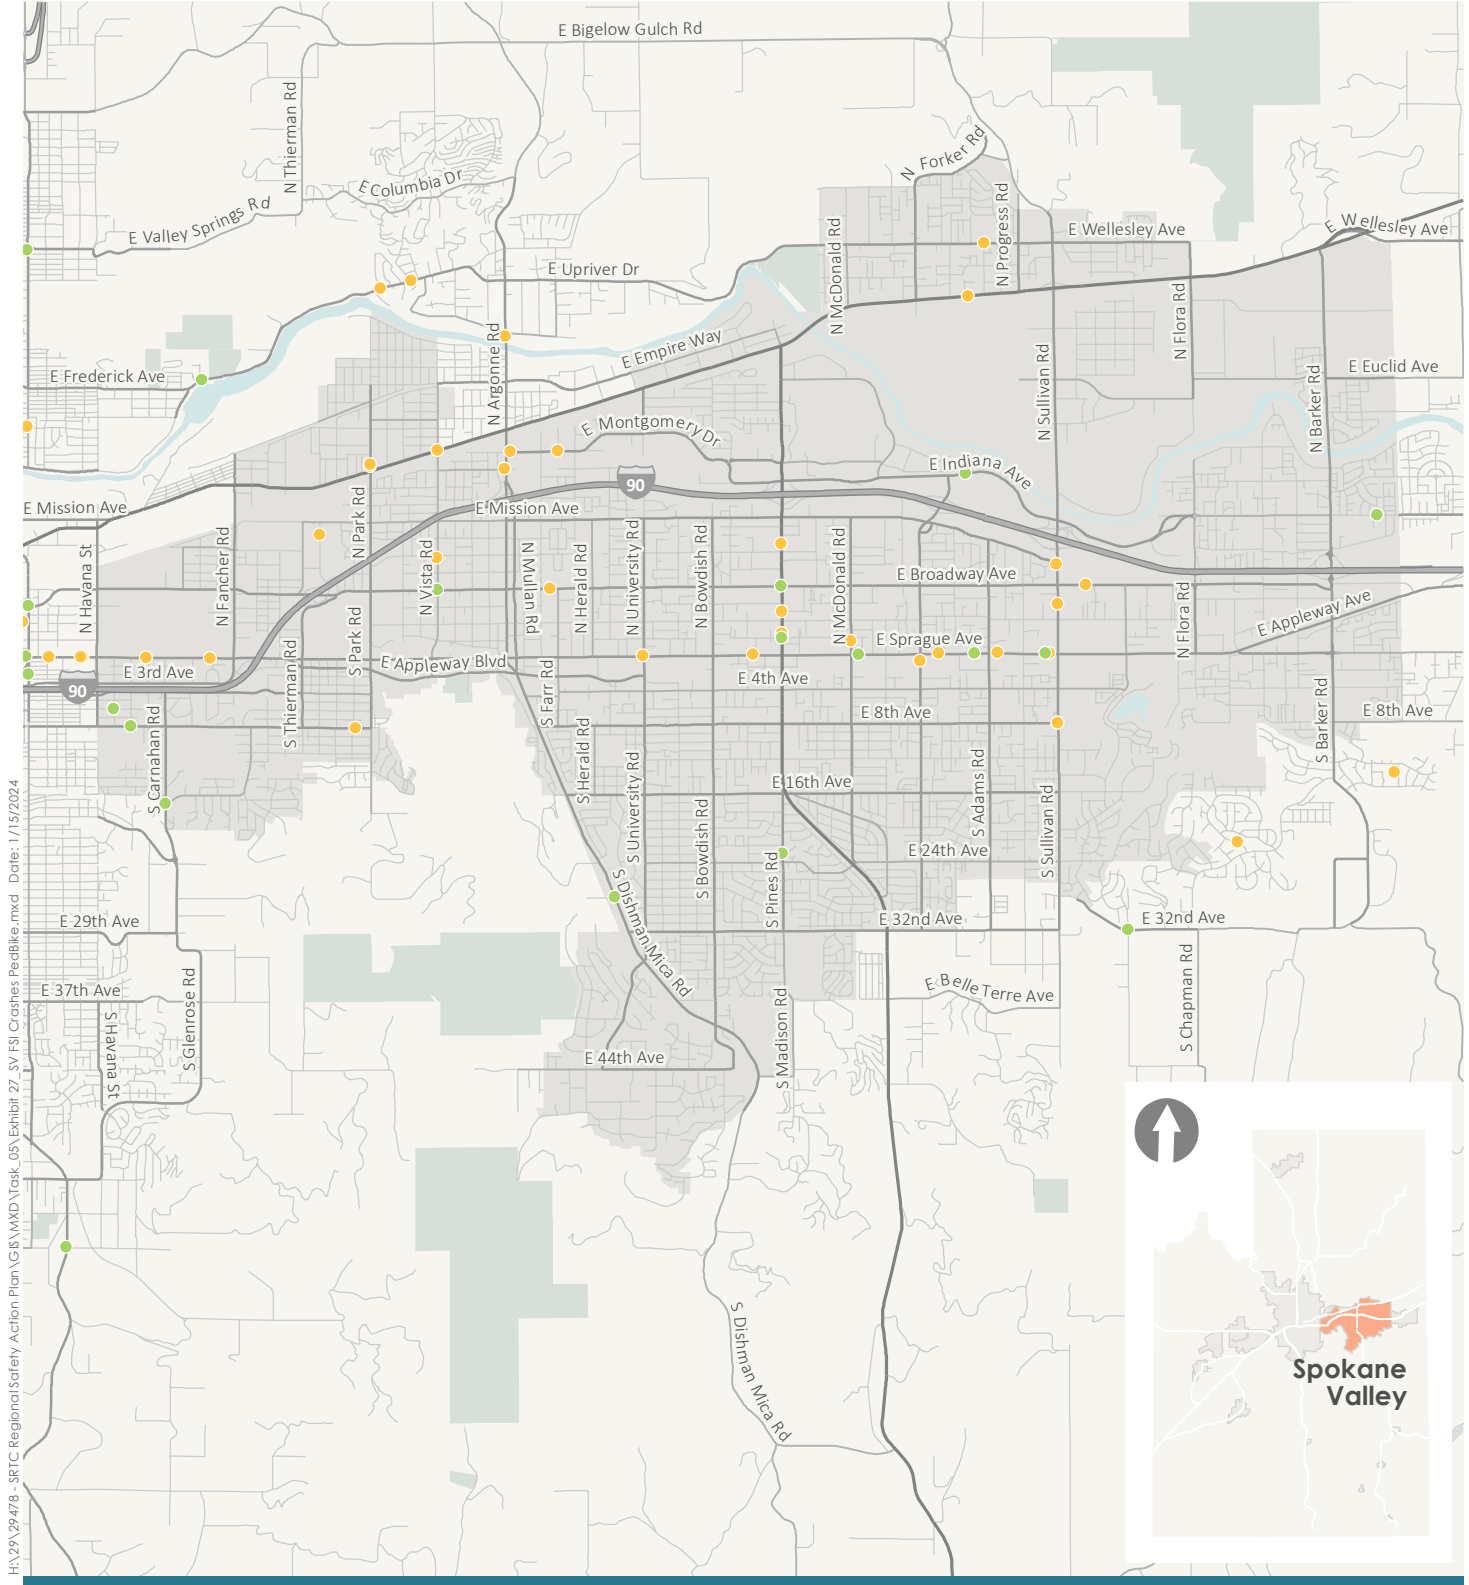 E Bigelow Gulch Rd
N Thierman Rd
N Forker Rd
E Columbia Dr
N Progress Rd
E Valley Springs Rd
N McDonald Rd
E Wellesley Ave
E Wellesley Ave
E Upriver Dr
N Flora Rd
N Argonne Rd
E Empire Way
N Sullivan Rd
E Frederick Ave
E Euclid Ave
N Barker Rd
E Montgomery Dr
E Indiana Ave
90
E Mission Ave
E Mission Ave
N Park Rd
N Havana St
N Fancher Rd
N Vista Rd
N Mullan Rd
N Herald Rd
N University Rd
N Bowdish Rd
N McDonald Rd
E Broadway Ave
N Flora Rd
E Appleway Ave
E Sprague Ave
S Park Rd
S Thierman Rd
E Appleway Blvd
E 3rd Ave
90
S Farr Rd
E 4th Ave
S Carnahan Rd
E 8th Ave
E 8th Ave
S Barker Rd
S Herald Rd
S University Rd
E 16th Ave
S Adams Rd
S Sullivan Rd
S Bowdish Rd
E 24th Ave
S Pines Rd
S Dishman Mica Rd
E 29th Ave
E 32nd Ave
E 32nd Ave
E 37th Ave
S Glenrose Rd
S Havana St
E Belle Terre Ave
S Chapman Rd
S Madison Rd
E 44th Ave
S Dishman Mica Rd
Spokane
Valley
H:\29\29478 - SRTC Regional Safety Action Plan\GIS\MXD\Task_05\Exhibit 27_SV FSI Crashes PedBike.mxd Date: 1/15/2024